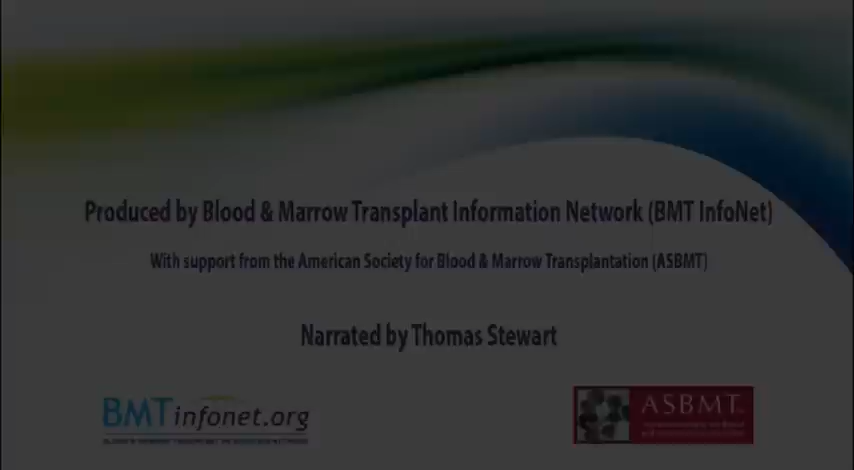 Produced by Blood & Marrow Transplant Information Network (BMT InfoNet)
With support from the American Society for Blood & Marrow Transplantation (ASBMT)
Narrated by Thomas Stewart
BMTinfonet.org
ASBMT